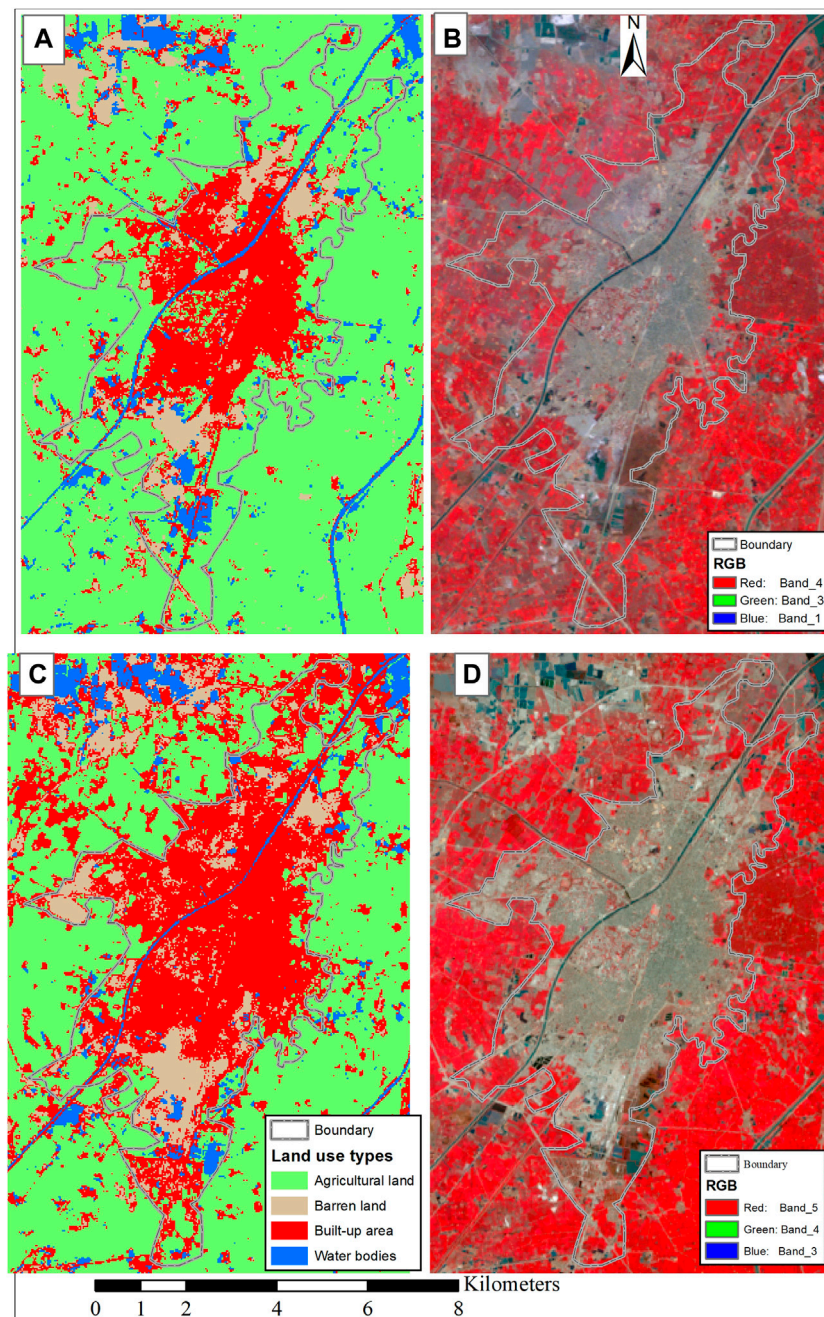 A
B
N
Boundary
RGB
Red: Band_4
Green: Band_3
Blue: Band_1
C
D
Boundary
Land use types
Agricultural land
Barren land
Built-up area
Water bodies
Boundary
RGB
Red: Band_5
Green: Band_4
Blue: Band_3
Kilometers
0 1 2 4 6 8